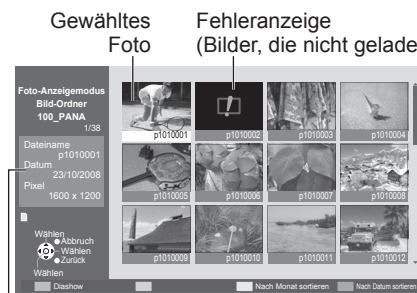 Gewähltes
Foto
Fehleranzeige
(Bilder, die nicht gelade
Foto-Anzeigemodus
Bild-Ordner
100_PANA
1/38
Dateiname
p1010001
Datum
23/10/2008
Pixel
1600 x 1200
Wählen
Abbruch
Wählen
Zurück
Wählen
p1010001
p1010002
p1010003
p1010004
p1010005
p1010006
p1010007
p1010008
p1010009
p1010010
p1010011
p1010012
Diashow
Nach Monat sortieren
Nach Datum sortieren